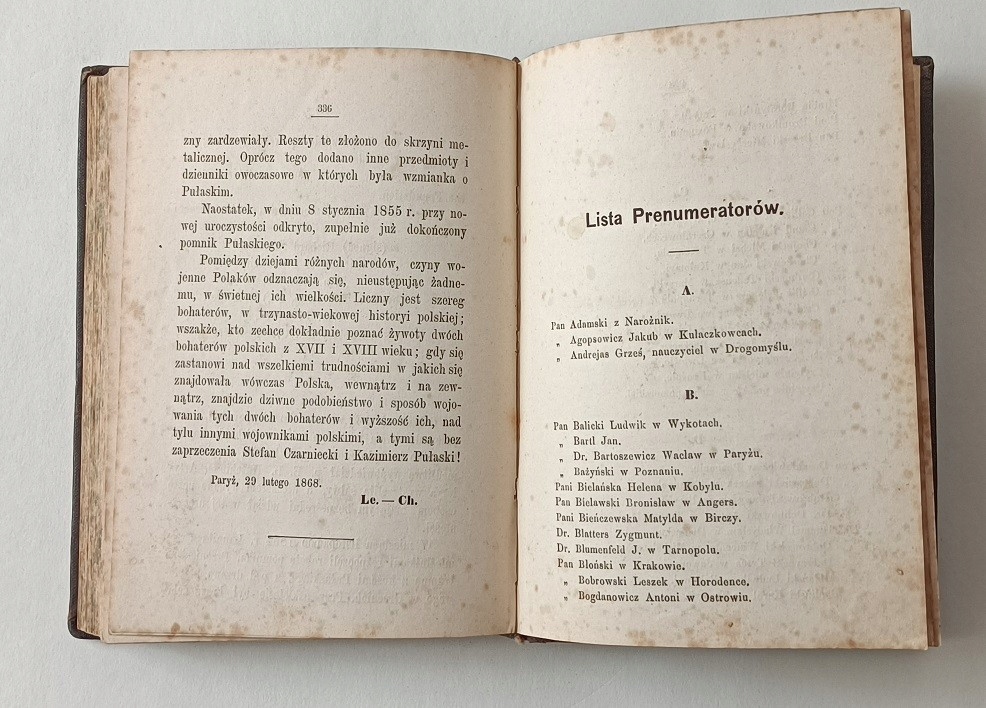 336
zny zardzewiały. Reszty te złożono do skrzyni me-
talicznej. Oprócz tego dodano inne przedmioty i
dzienniki owoczasowe w których była wzmianka o
Pułaskim.
Naostatek, w dniu 8 stycznia 1855 r. przy no-
wej uroczystości odkryto, zupełnie już dokończony
pomnik Pułaskiego.
Pomiędzy dziejami różnych narodów, czyny wo-
jenne Polaków odznaczają się, nieustępując żadne-
mu, w świetnej ich wielkości. Liczny jest szereg
bohaterów, w trzynasto-wiekowej historyi polskiej;
wszakże, kto zechce dokładnie poznać żywoty dwóch
bohaterów polskich z XVII i XVIII wieku; gdy się
zastanowi nad wszelkiemi trudnościami w jakich się
znajdowała wówczas Polska, wewnątrz i na zew-
nątrz, znajdzie dziwne podobieństwo i sposób wojo-
wania tych dwóch bohaterów i wyższość ich, nad
tylu innymi wojownikami polskimi, a tymi są bez
zaprzeczenia Stefan Czarniecki i Kazimierz Pułaski!
Paryż, 29 lutego 1868.
Le. — Ch.
Lista Prenumeratorów.
A.
Pan Adamski z Narożnik.
„ Agopsowicz Jakub w Kułaczkowcach.
„ Andrejas Grześ, nauczyciel w Drogomyślu.
B.
Pan Balicki Ludwik w Wykotach.
„ Bartl Jan.
„ Dr. Bartoszewicz Wacław w Paryżu.
„ Bażyński w Poznaniu.
Pani Bielańska Helena w Kobylu.
Pan Bielawski Bronisław w Angers.
Pani Bieńczewska Matylda w Birczy.
Dr. Blatters Zygmunt.
Dr. Blumenfeld J. w Tarnopolu.
Pan Bloński w Krakowie.
„ Bobrowski Leszek w Horodence.
„ Bogdanowicz Antoni w Ostrowiu.